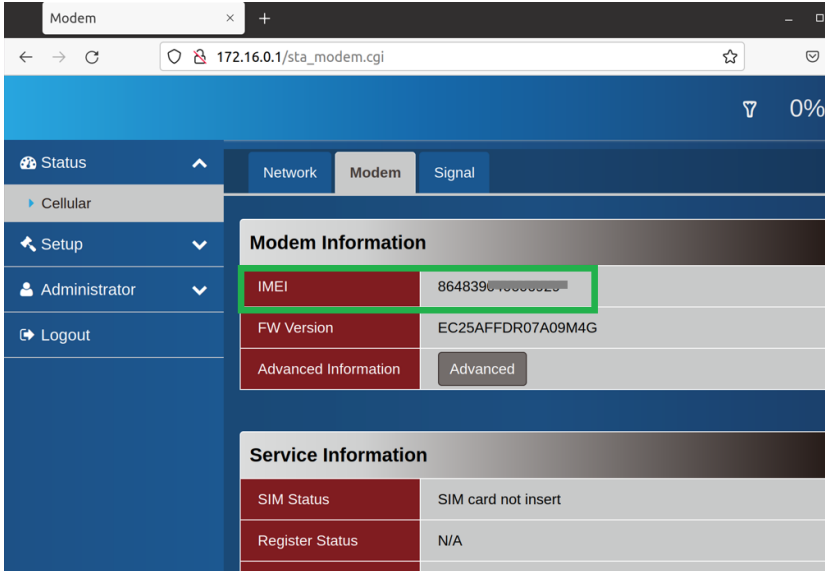 Modem × +
172.16.0.1/sta_modem.cgi
0%
Status
Network Modem Signal
Cellular
Modem Information
Setup
IMEI 864839
Administrator
FW Version EC25AFFDR07A09M4G
Logout
Advanced Information Advanced
Service Information
SIM Status SIM card not insert
Register Status N/A